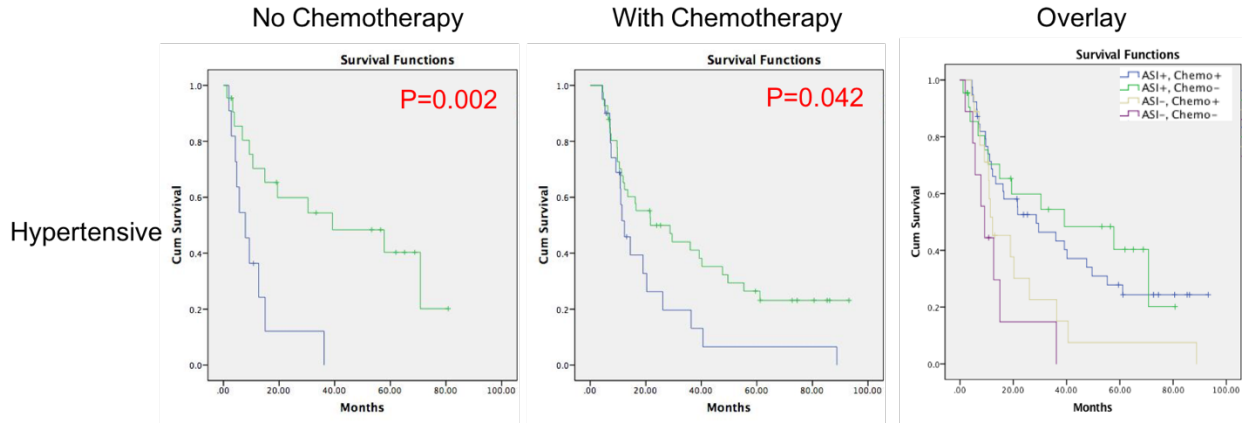 No Chemotherapy
With Chemotherapy
Overlay
Hypertensive
Survival Functions
P=0.002
Cum Survival
1.0
0.8
0.6
0.4
0.2
0.0
.00 20.00 40.00 60.00 80.00 100.00
Months
Survival Functions
P=0.042
Cum Survival
1.0
0.8
0.6
0.4
0.2
0.0
.00 20.00 40.00 60.00 80.00 100.00
Months
Survival Functions
ASI+, Chemo+
ASI+, Chemo-
ASI-, Chemo+
ASI-, Chemo-
Cum Survival
1.0
0.8
0.6
0.4
0.2
0.0
.00 20.00 40.00 60.00 80.00 100.00
Months